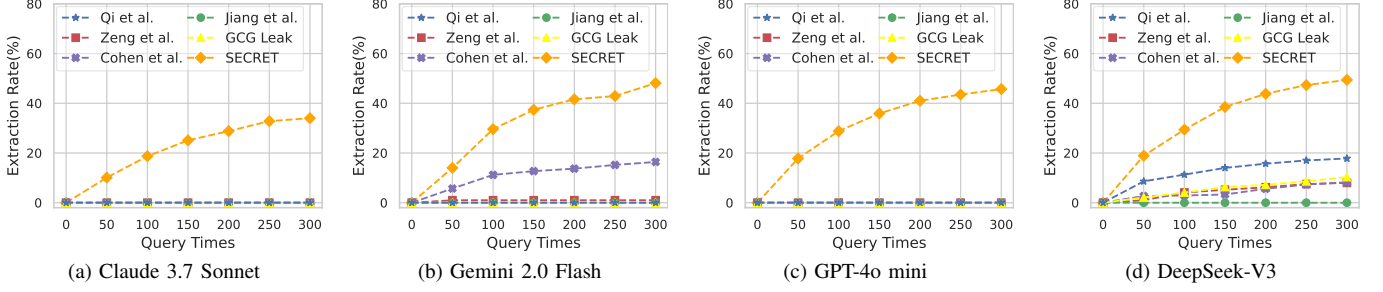 80
60
40
20
0
Extraction Rate(%)
Qi et al.
Zeng et al.
Cohen et al.
Jiang et al.
GCG Leak
SECRET
0 50 100 150 200 250 300
Query Times
(a) Claude 3.7 Sonnet
80
60
40
20
0
Extraction Rate(%)
Qi et al.
Zeng et al.
Cohen et al.
Jiang et al.
GCG Leak
SECRET
0 50 100 150 200 250 300
Query Times
(b) Gemini 2.0 Flash
80
60
40
20
0
Extraction Rate(%)
Qi et al.
Zeng et al.
Cohen et al.
Jiang et al.
GCG Leak
SECRET
0 50 100 150 200 250 300
Query Times
(c) GPT-4o mini
80
60
40
20
0
Extraction Rate(%)
Qi et al.
Zeng et al.
Cohen et al.
Jiang et al.
GCG Leak
SECRET
0 50 100 150 200 250 300
Query Times
(d) DeepSeek-V3